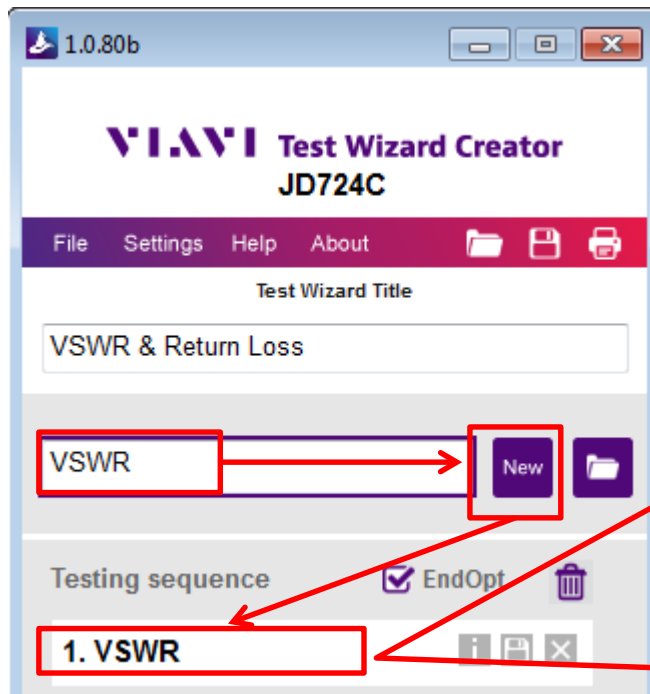 1.0.80b
VIAVI Test Wizard Creator
JD724C
File Settings Help About
Test Wizard Title
VSWR & Return Loss
VSWR New
Testing sequence EndOpt
1. VSWR i